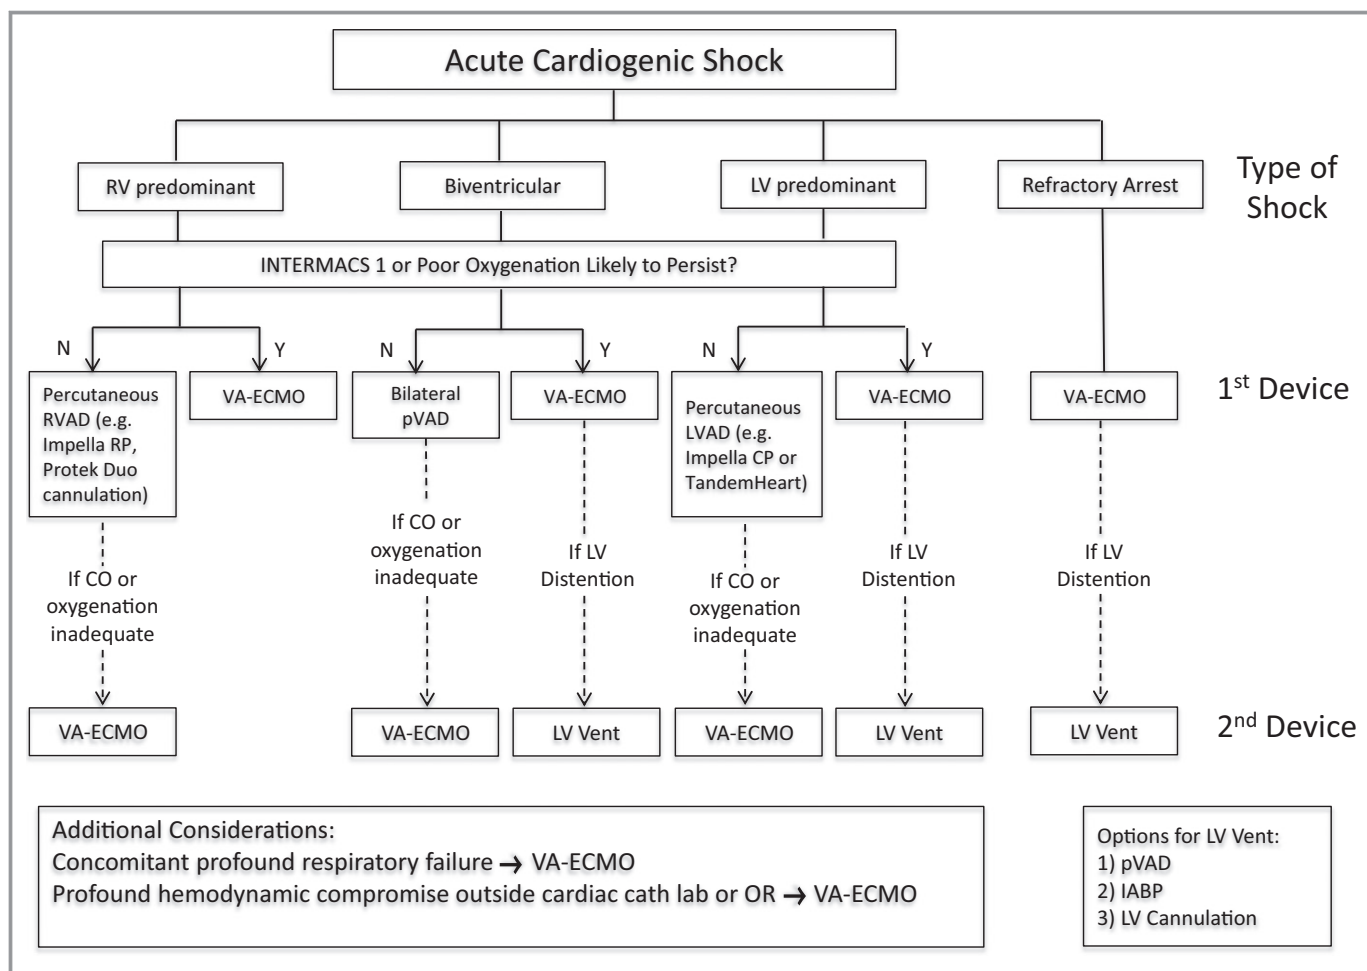 Acute Cardiogenic Shock
RV predominant
Biventricular
LV predominant
Refractory Arrest
Type of
Shock
INTERMACS 1 or Poor Oxygenation Likely to Persist?
N
Y
N
Y
N
Y
Percutaneous
RVAD (e.g.
Impella RP,
Protek Duo
cannulation)
VA-ECMO
Bilateral
pVAD
VA-ECMO
Percutaneous
LVAD (e.g.
Impella CP or
TandemHeart)
VA-ECMO
VA-ECMO
1st Device
If CO or
oxygenation
inadequate
If CO or
oxygenation
inadequate
If LV
Distention
If CO or
oxygenation
inadequate
If LV
Distention
If LV
Distention
VA-ECMO
VA-ECMO
LV Vent
VA-ECMO
LV Vent
LV Vent
2nd Device
Additional Considerations:
Concomitant profound respiratory failure → VA-ECMO
Profound hemodynamic compromise outside cardiac cath lab or OR → VA-ECMO
Options for LV Vent:
1) pVAD
2) IABP
3) LV Cannulation